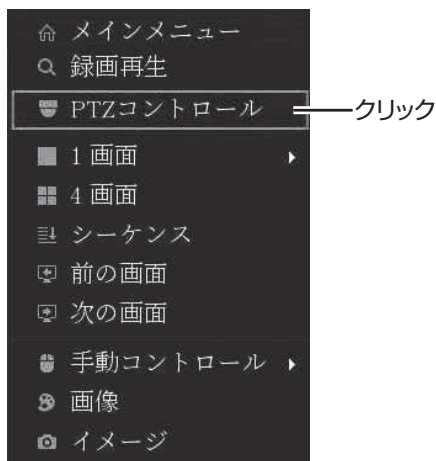 メインメニュー
録画再生
PTZコントロール
クリック
1 画面
4 画面
シーケンス
前の画面
次の画面
手動コントロール
画像
イメージ